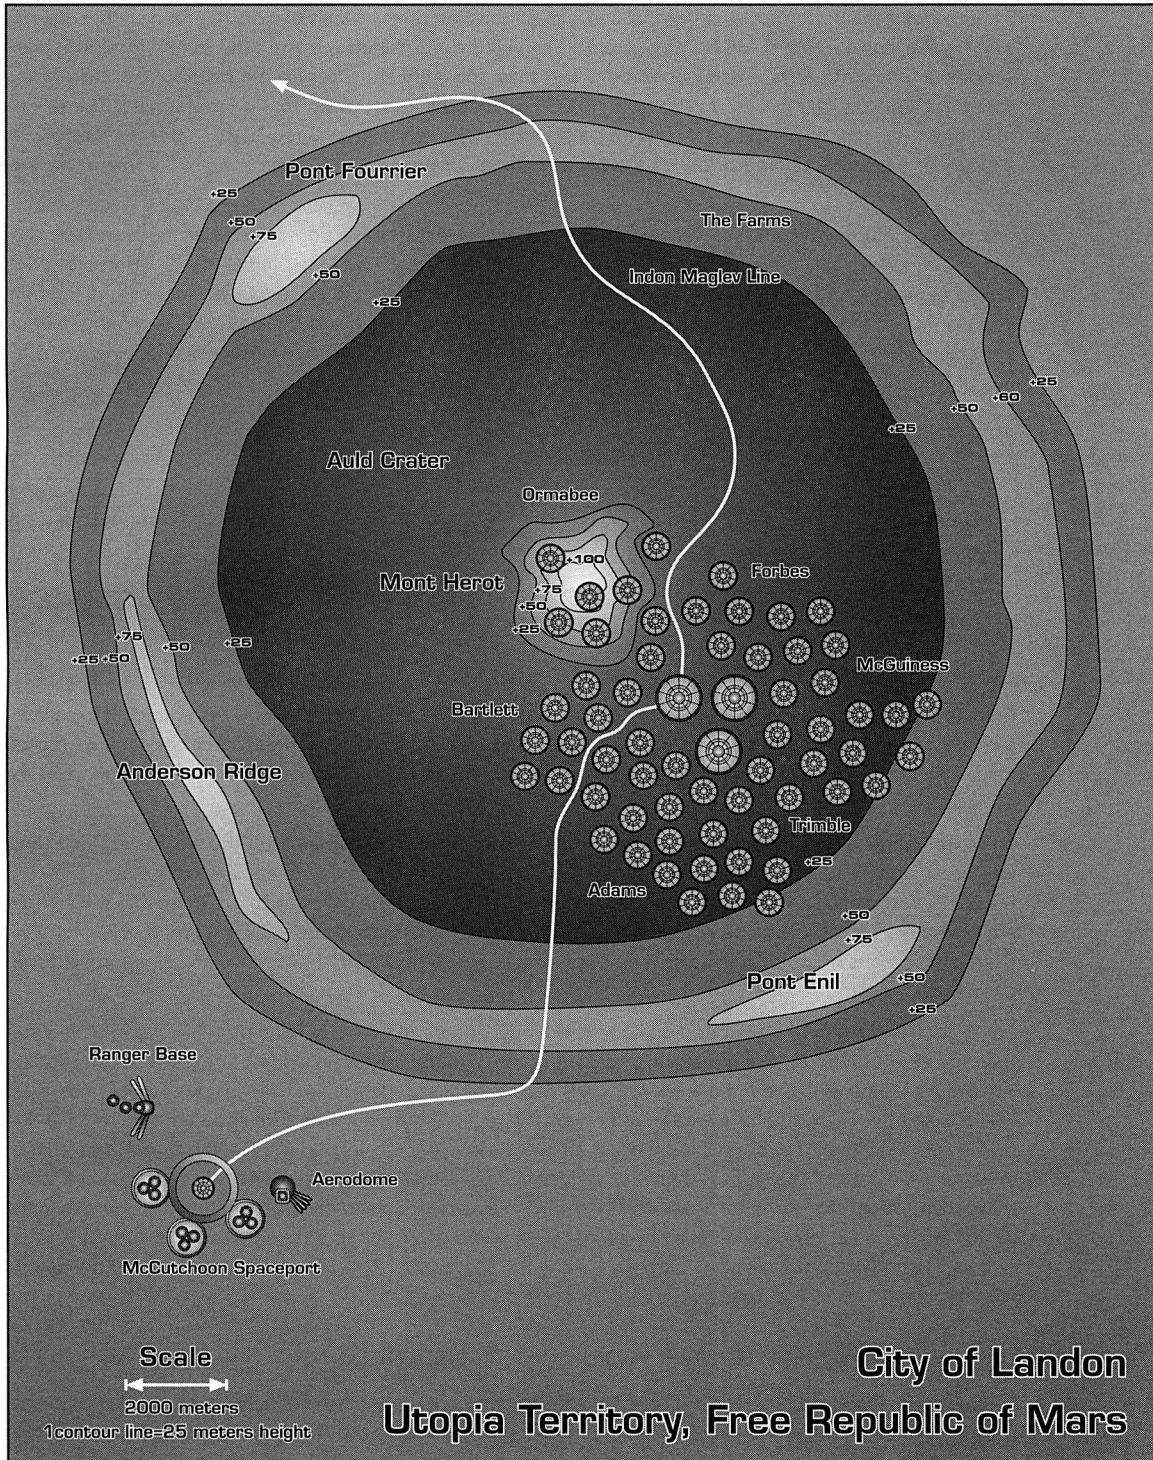 Pont Fourrier
+25
+50
+75
The Farms
+50
Indon Maglev Line
+25
+25
+60
+50
+25
Auld Crater
Ormabee
+100
Forbes
Mont Herot
+75
+50
+25
+75
+25
+50
+50
+25
McGuiness
Bartlett
Anderson Ridge
Trimble
+25
Adams
+50
+75
Pont Enil
+50
+25
Ranger Base
Aerodome
McCutchoon Spaceport
Scale
2000 meters
1contour line=25 meters height
City of Landon
Utopia Territory, Free Republic of Mars